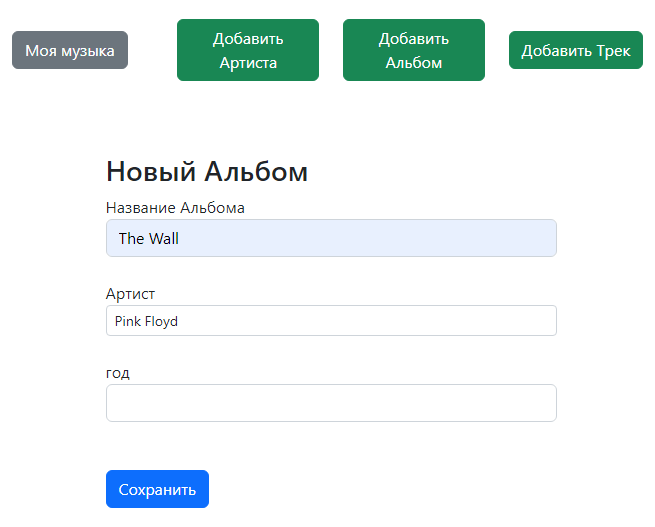 Моя музыка
Добавить
Артиста
Добавить
Альбом
Добавить Трек
Новый Альбом
Название Альбома
The Wall
Артист
Pink Floyd
год
Сохранить